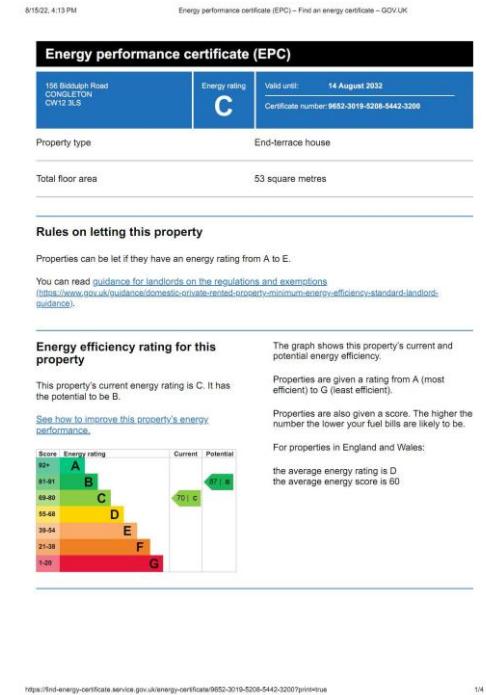 8/15/22, 4:13 PM Energy performance certificate (EPC) – Find an energy certificate – GOV.UK
Energy performance certificate (EPC)
156 Biddulph Road
CONGLETON
CW12 3LS
Energy rating
C
Valid until: 14 August 2032
Certificate number: 9652-3019-5208-5442-3200
Property type End-terrace house
Total floor area 53 square metres
Rules on letting this property
Properties can be let if they have an energy rating from A to E.
You can read guidance for landlords on the regulations and exemptions
(https://www.gov.uk/guidance/domestic-private-rented-property-minimum-energy-efficiency-standard-landlord-
guidance).
Energy efficiency rating for this
property
This property's current energy rating is C. It has
the potential to be B.
See how to improve this property's energy
performance.
Score Energy rating Current Potential
92+ A
81-91 B 87 | B
69-80 C 70 | C
55-68 D
39-54 E
21-38 F
1-20 G
The graph shows this property's current and
potential energy efficiency.
Properties are given a rating from A (most
efficient) to G (least efficient).
Properties are also given a score. The higher the
number the lower your fuel bills are likely to be.
For properties in England and Wales:
the average energy rating is D
the average energy score is 60
https://find-energy-certificate.service.gov.uk/energy-certificate/9652-3019-5208-5442-3200?print=true 1/4